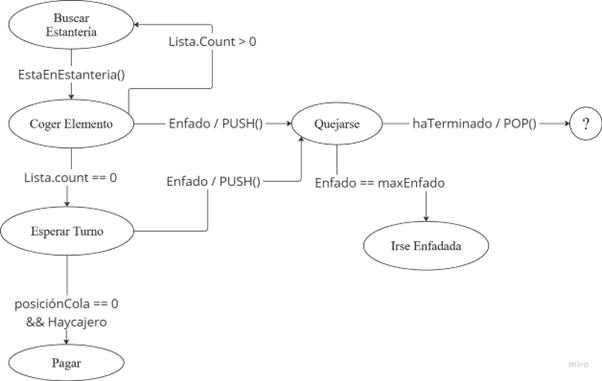 Buscar
Estantería
Lista.Count > 0
EstaEnEstanteria()
Coger Elemento
Enfado / PUSH()
Quejarse
haTerminado / POP()
?
Lista.count == 0
Enfado / PUSH()
Enfado == maxEnfado
Esperar Turno
Irse Enfadada
posiciónCola == 0
&& Haycajero
Pagar
miro